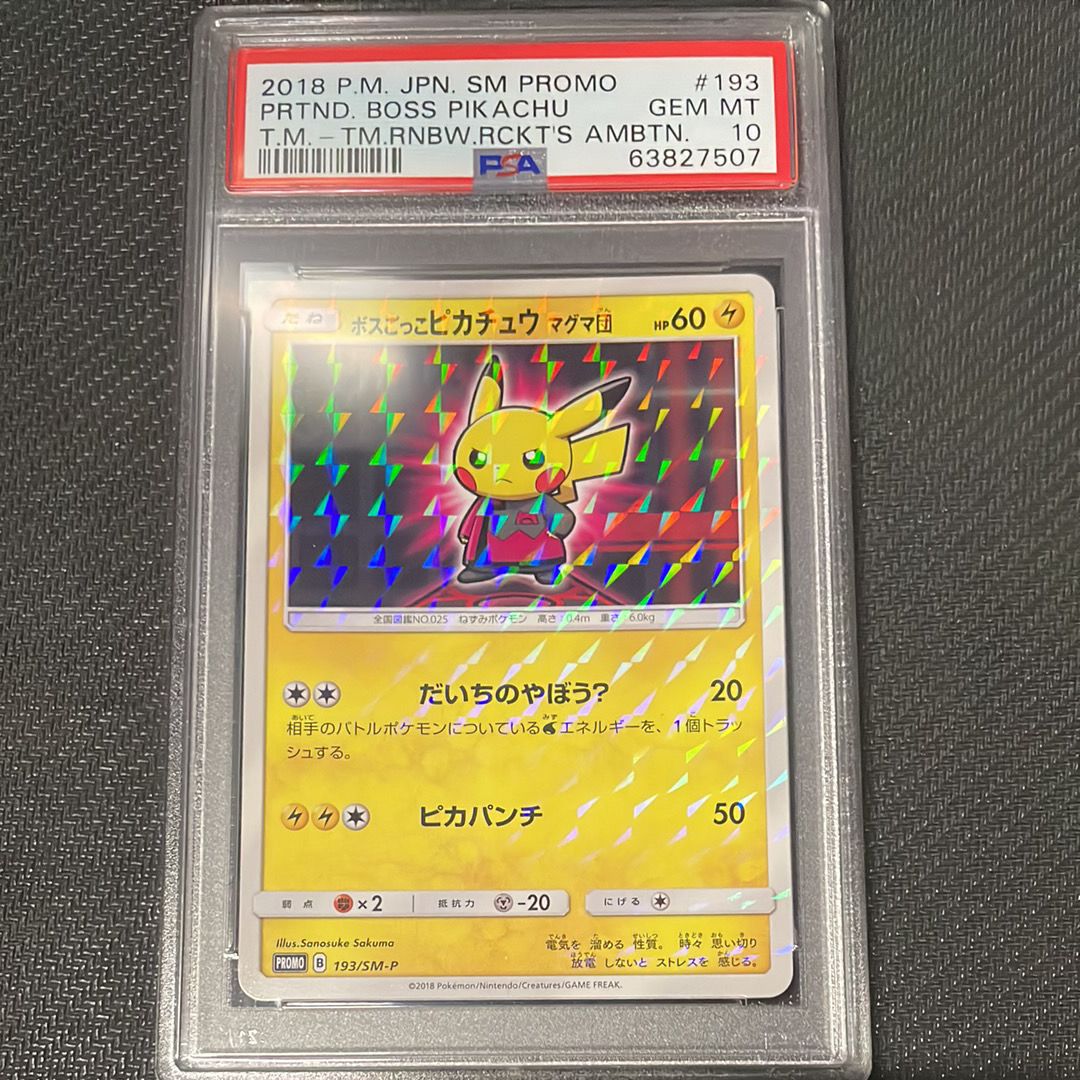 2018 P.M. JPN. SM PROMO #193
PRTND. BOSS PIKACHU GEM MT
T.M.-TM.RNBW.RCKT'S AMBTN. 10
PSA 63827507
たね ボスごっこピカチュウ マグマ団 HP60
全国図鑑NO.025 ねずみポケモン 高さ:0.4m 重さ:6.0kg
だいちのやぼう? 20
相手のバトルポケモンについているエネルギーを、1個トラッ
シュする。
ピカパンチ 50
弱点 ×2 抵抗力 -20 にげる
Illus.Sanosuke Sakuma
電気を 溜める 性質。 時々 思い切り
放電 しないと ストレスを 感じる。
PROMO B 193/SM-P
©2018 Pokémon/Nintendo/Creatures/GAME FREAK.